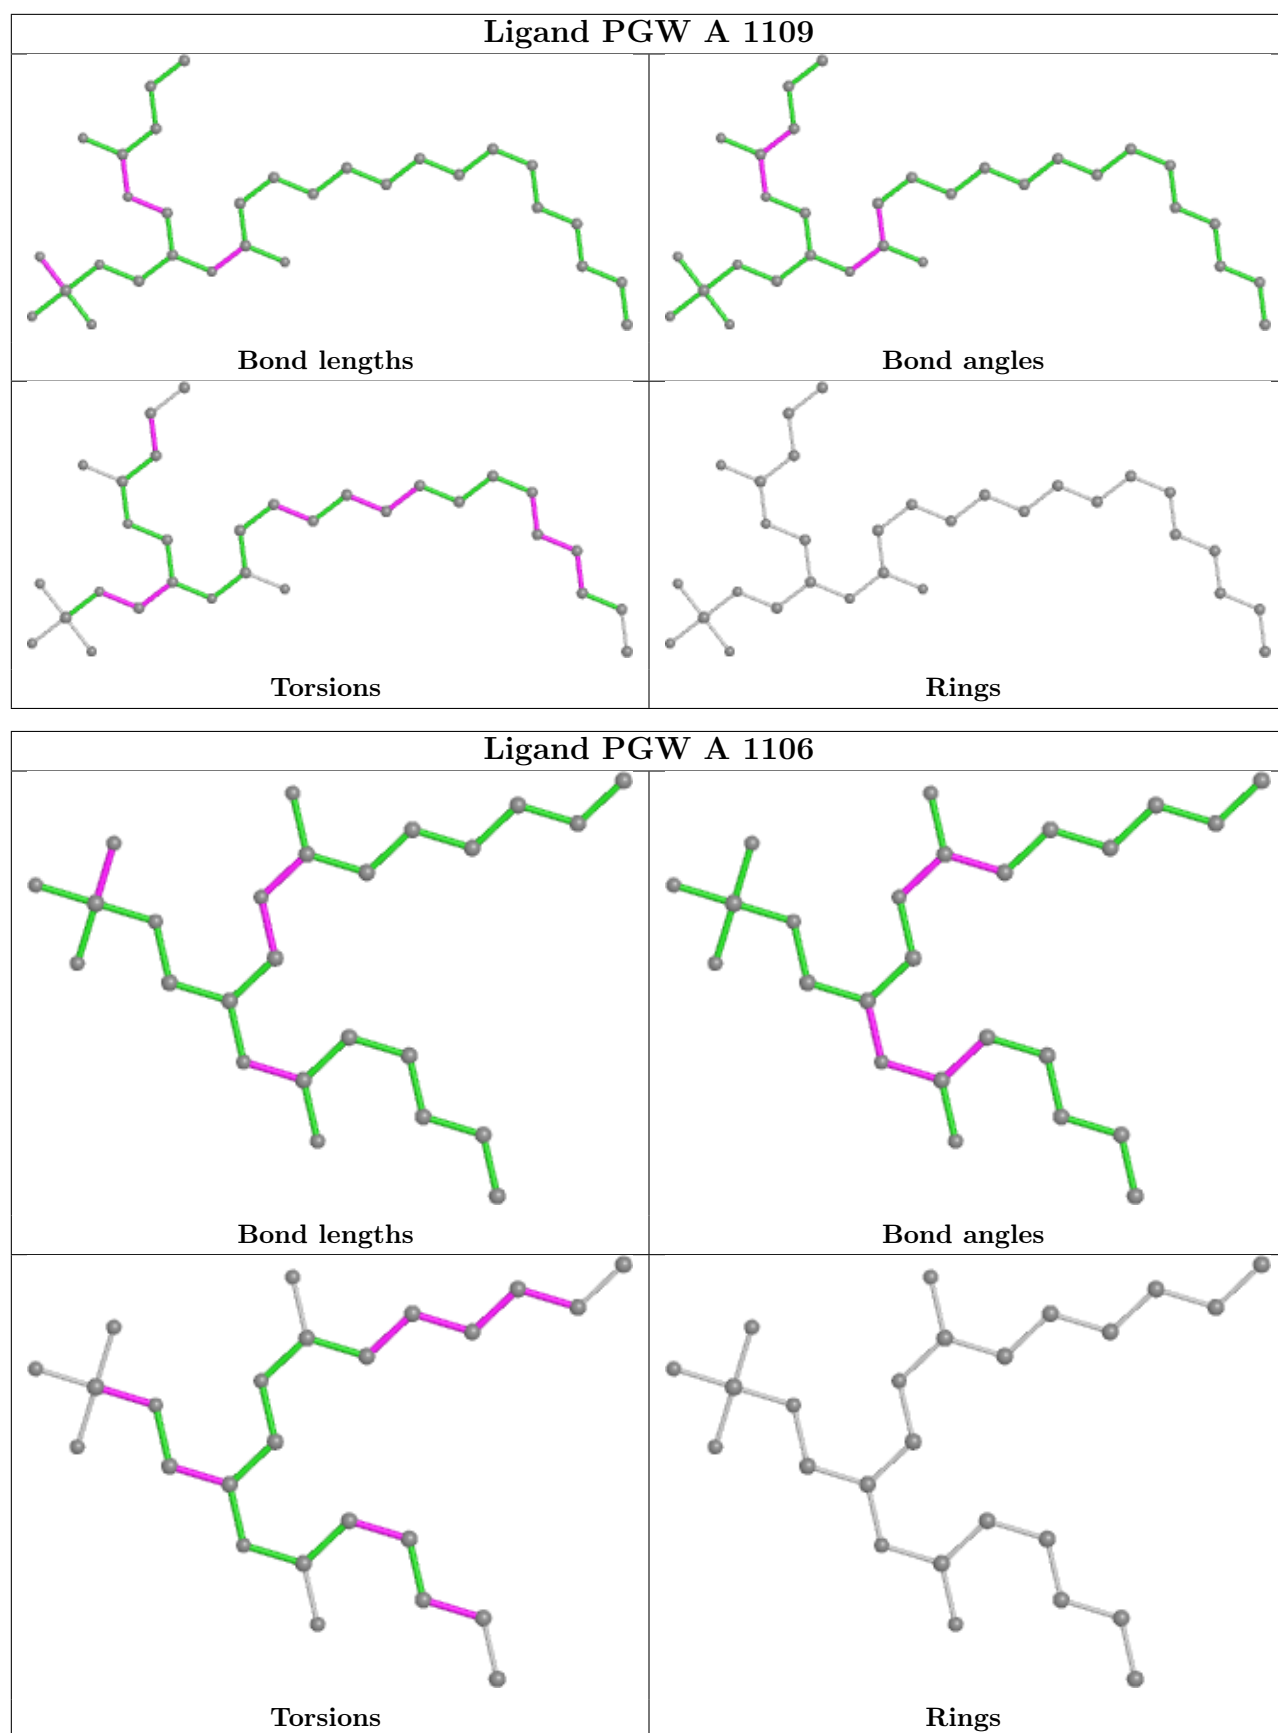 Ligand PGW A 1109
Bond lengths
Bond angles
Torsions
Rings
Ligand PGW A 1106
Bond lengths
Bond angles
Torsions
Rings